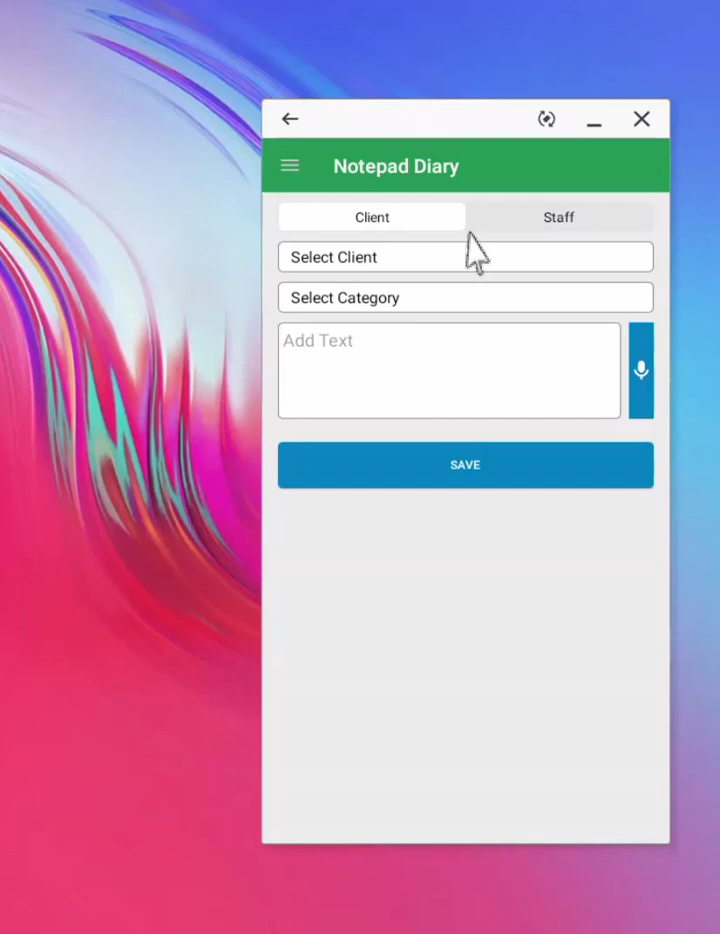 Notepad Diary
Client Staff
Select Client
Select Category
Add Text
SAVE